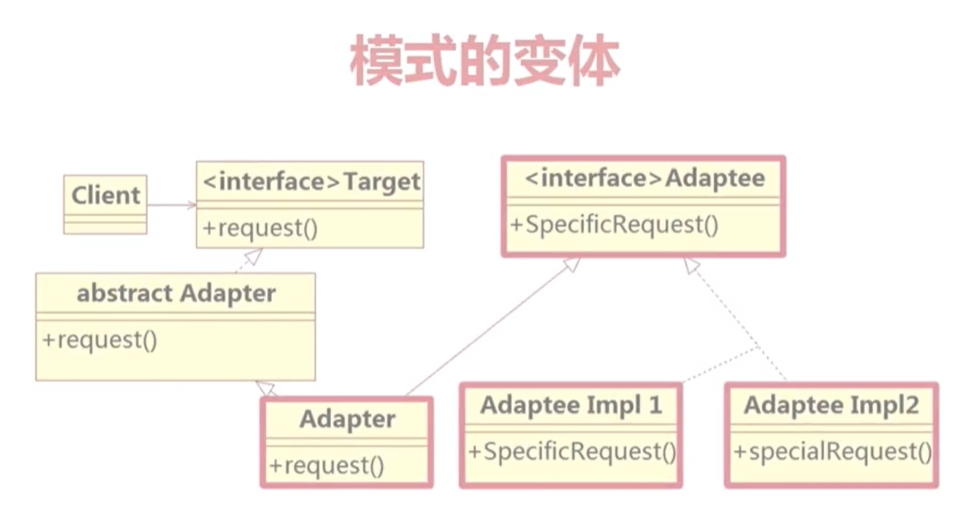 模式的变体
Client
<interface>Target
+request()
<interface>Adaptee
+SpecificRequest()
abstract Adapter
+request()
Adapter
+request()
Adaptee Impl 1
+SpecificRequest()
Adaptee Impl2
+specialRequest()